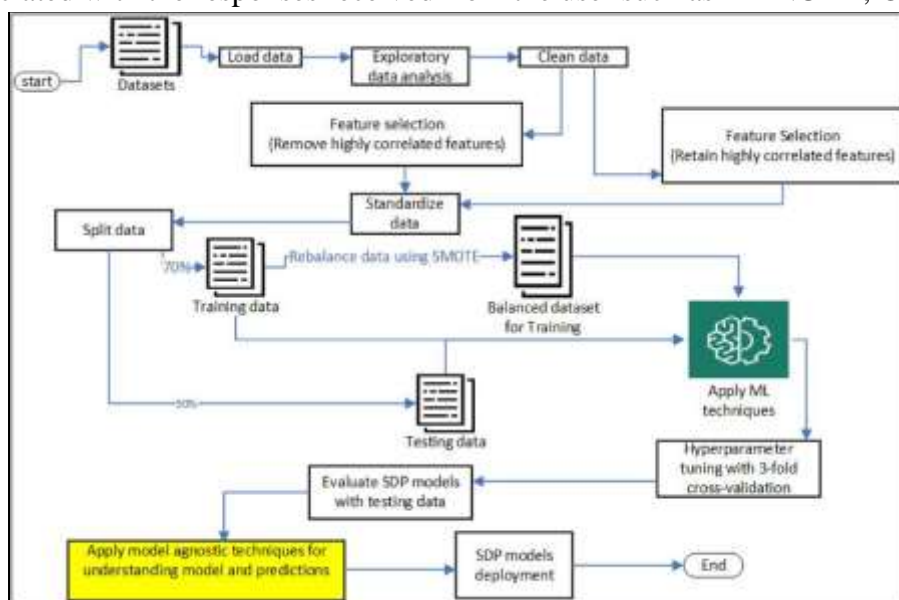 start
Datasets
Load data
Exploratory
data analysis
Clean data
Feature selection
(Remove highly correlated features)
Feature Selection
(Retain highly correlated features)
Standardize
data
Split data
70%
Training data
Rebalance data using SMOTE
Balanced dataset
for Training
Apply ML
techniques
Testing data
Hyperparameter
tuning with 3-fold
cross-validation
Evaluate SDP models
with testing data
Apply model agnostic techniques for
understanding model and predictions
SDP models
deployment
End